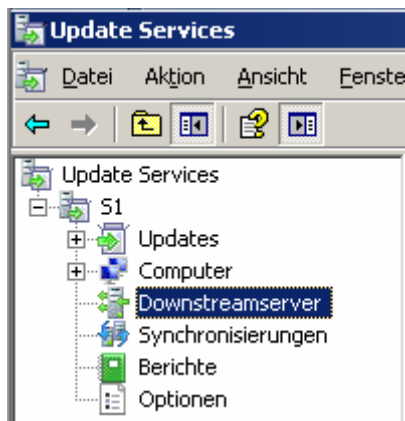 Update Services
Datei Aktion Ansicht Fenste
Update Services
S1
Updates
Computer
Downstreamserver
Synchronisierungen
Berichte
Optionen